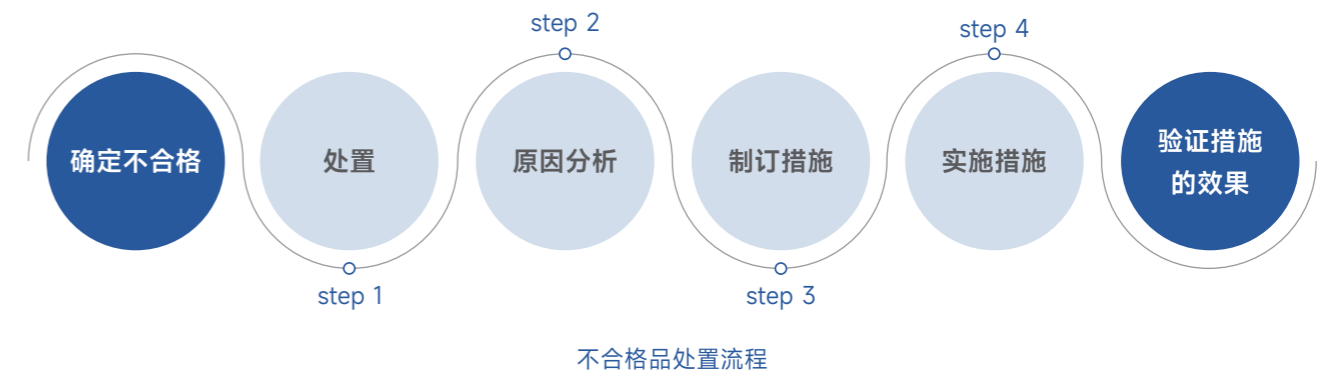 step 2
step 4
确定不合格
处置
原因分析
制订措施
实施措施
验证措施
的效果
step 1
step 3
不合格品处置流程